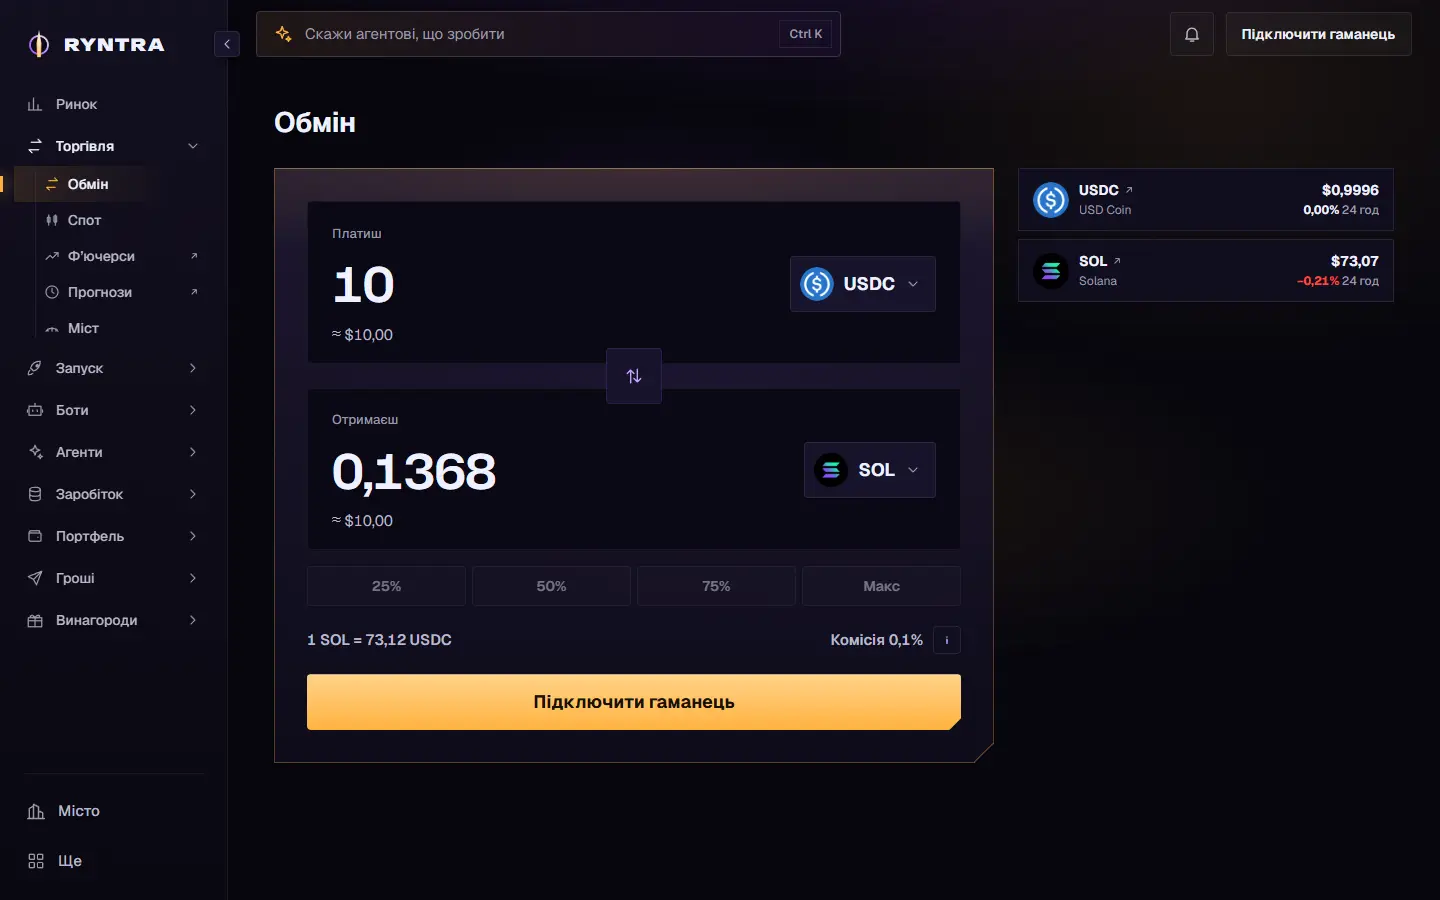 RYNTRA
Скажи агентові, що зробити
Ctrl K
Підключити гаманець
Ринок
Торгівля
Обмін
Спот
Ф'ючерси
Прогнози
Міст
Запуск
Боти
Агенти
Заробіток
Портфель
Гроші
Винагороди
Місто
Ще
Обмін
Платиш
10
USDC
≈ $10,00
Отримаєш
0,1368
SOL
≈ $10,00
25%
50%
75%
Макс
1 SOL = 73,12 USDC
Комісія 0,1%
i
Підключити гаманець
USDC
$0,9996
USD Coin
0,00% 24 год
SOL
$73,07
Solana
−0,21% 24 год